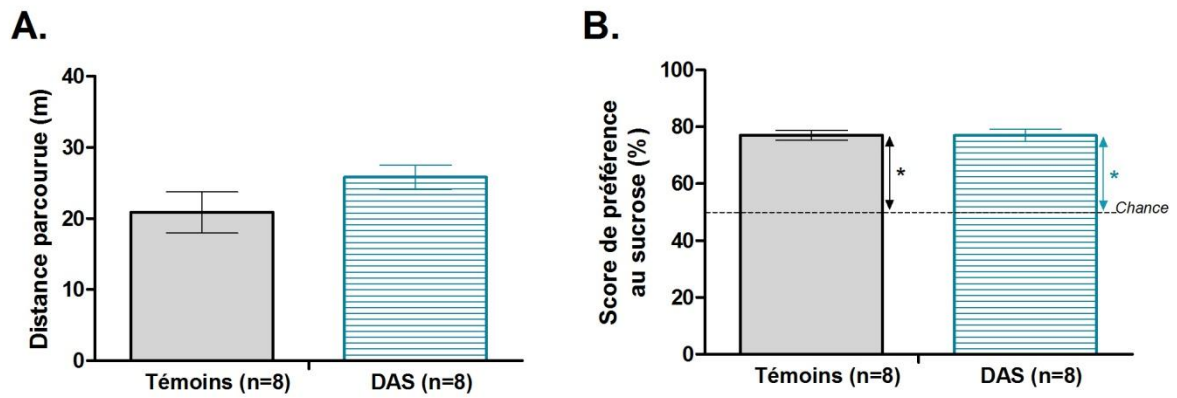 A.
Distance parcourue (m)
40
30
20
10
0
Témoins (n=8)
DAS (n=8)
B.
Score de préférence
au sucrose (%)
100
80
60
40
20
0
*
*
Chance
Témoins (n=8)
DAS (n=8)